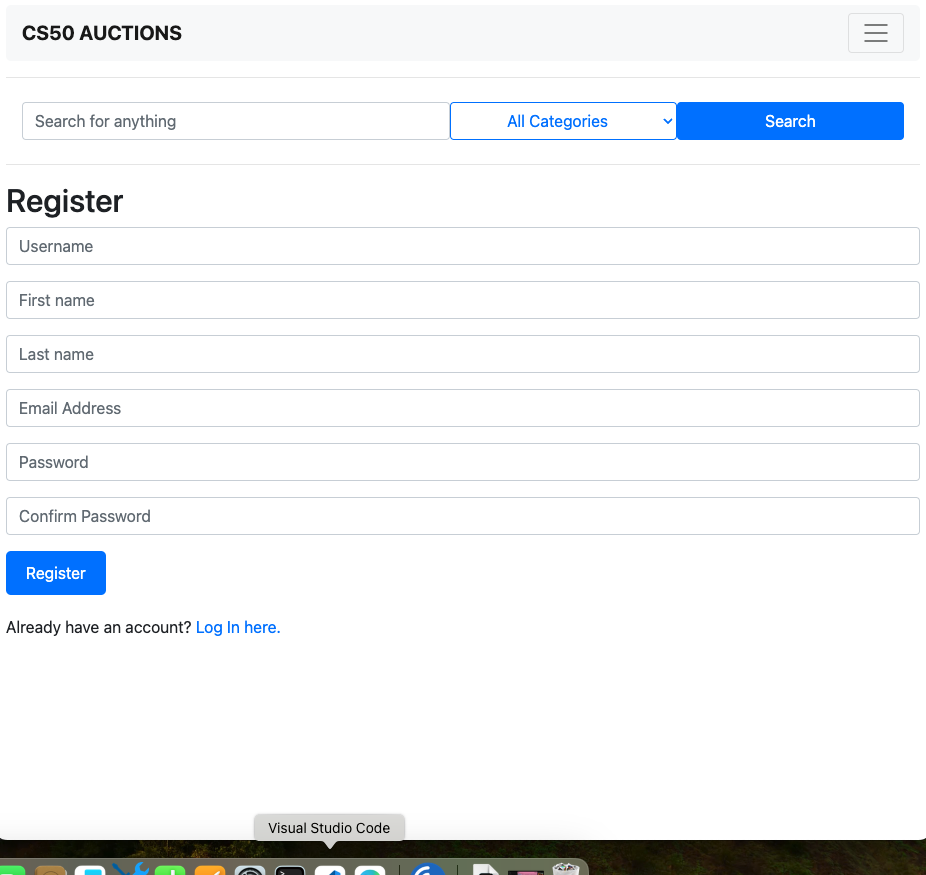 CS50 AUCTIONS
Search for anything All Categories Search
Register
Username
First name
Last name
Email Address
Password
Confirm Password
Register
Already have an account? Log In here.
Visual Studio Code